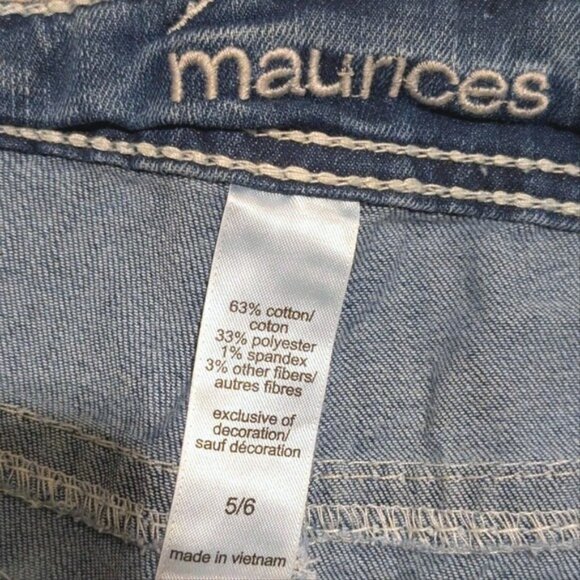 maurices
63% cotton/
coton
33% polyester
1% spandex
3% other fibers/
autres fibres
exclusive of
decoration/
sauf décoration
5/6
made in vietnam